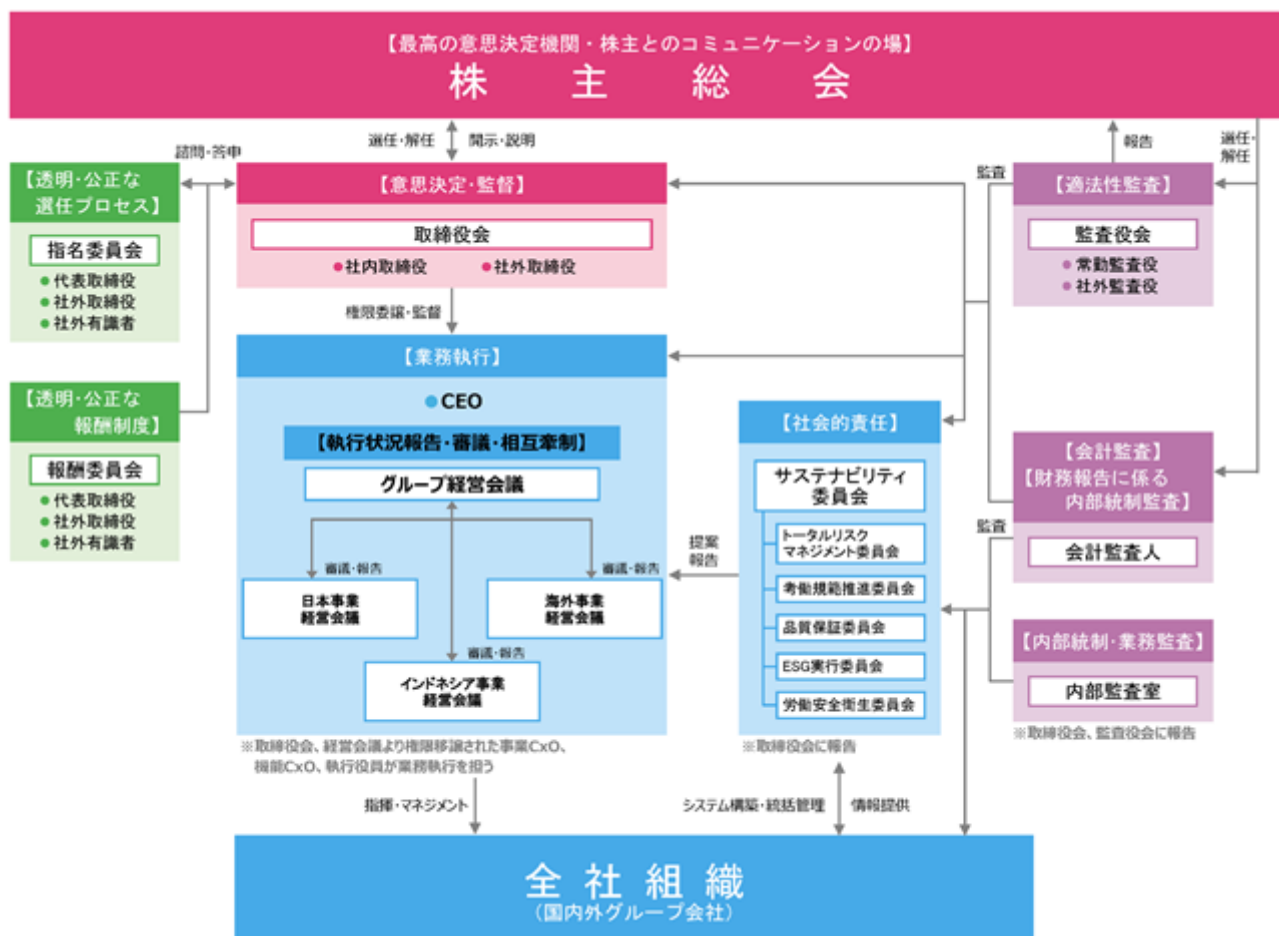 【最高の意思決定機関・株主とのコミュニケーションの場】
株主総会
選任・解任
開示・説明
報告
選任・
解任
諮問・答申
【透明・公正な
選任プロセス】
指名委員会
●代表取締役
●社外取締役
●社外有識者
【意思決定・監督】
取締役会
●社内取締役
●社外取締役
監査
【適法性監査】
監査役会
●常勤監査役
●社外監査役
権限委譲・監督
【業務執行】
●CEO
【執行状況報告・審議・相互牽制】
グループ経営会議
審議・報告
日本事業
経営会議
審議・報告
海外事業
経営会議
審議・報告
インドネシア事業
経営会議
※取締役会、経営会議より権限移譲された事業CxO、
機能CxO、執行役員が業務執行を担う
【透明・公正な
報酬制度】
報酬委員会
●代表取締役
●社外取締役
●社外有識者
提案
報告
【社会的責任】
サステナビリティ
委員会
トータルリスク
マネジメント委員会
考働規範推進委員会
品質保証委員会
ESG実行委員会
労働安全衛生委員会
※取締役会に報告
【会計監査】
【財務報告に係る
内部統制監査】
会計監査人
監査
【内部統制・業務監査】
内部監査室
※取締役会、監査役会に報告
指揮・マネジメント
システム構築・統括管理
情報提供
全社組織
（国内外グループ会社）